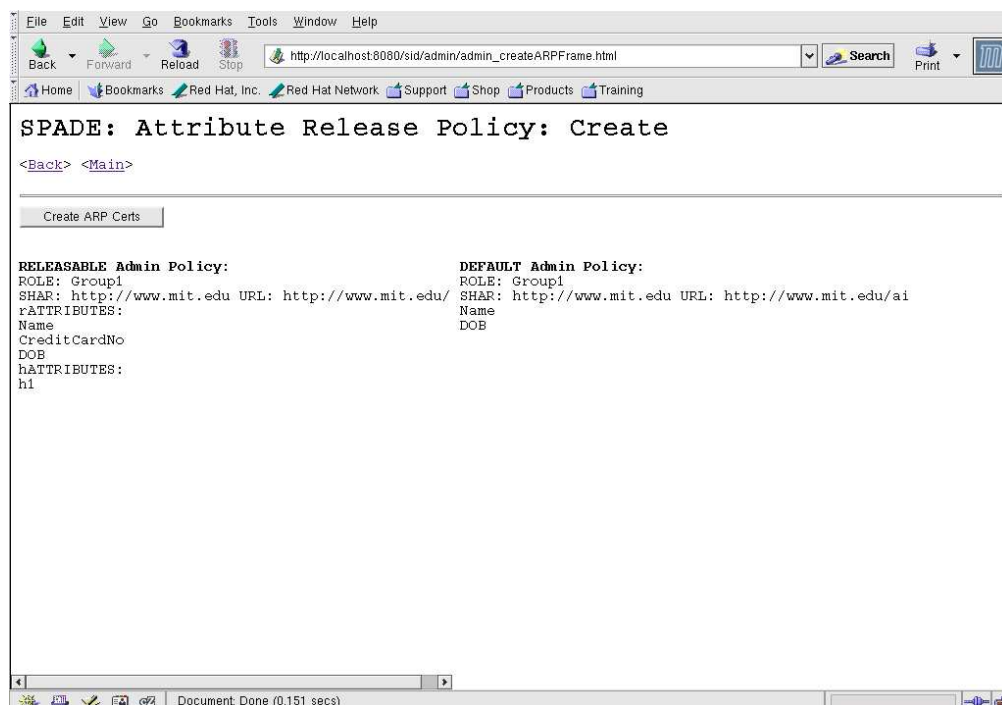 File Edit View Go Bookmarks Tools Window Help
Back Forward Reload Stop http://localhost:8080/sid/admin/admin_createARPFrame.html Search Print
Home Bookmarks Red Hat, Inc. Red Hat Network Support Shop Products Training
SPADE: Attribute Release Policy: Create
<Back> <Main>
Create ARP Certs
RELEASABLE Admin Policy:
ROLE: Group1
SHAR: http://www.mit.edu URL: http://www.mit.edu/
rATTRIBUTES:
Name
CreditCardNo
DOB
hATTRIBUTES:
h1
DEFAULT Admin Policy:
ROLE: Group1
SHAR: http://www.mit.edu URL: http://www.mit.edu/ai
Name
DOB
Document: Done (0.151 secs)